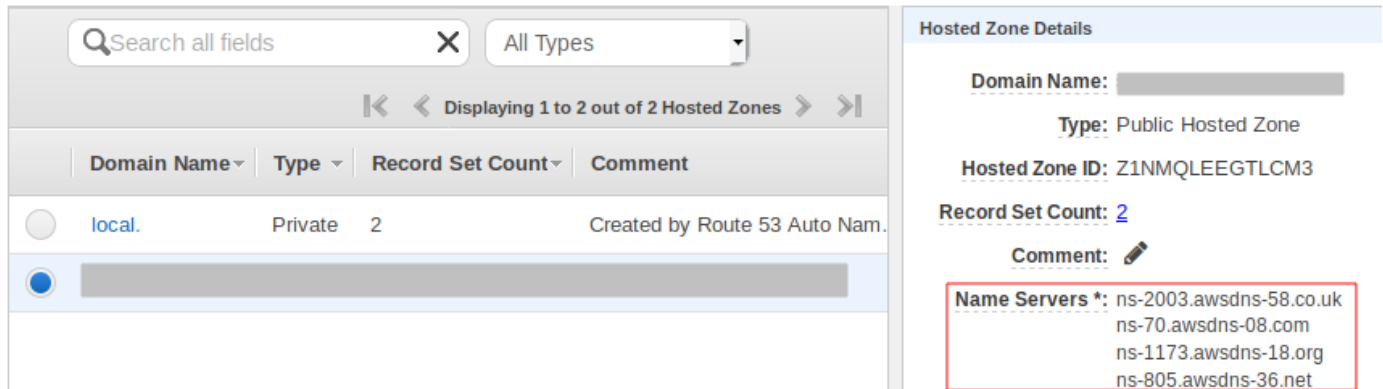 Search all fields
All Types
Displaying 1 to 2 out of 2 Hosted Zones
Domain Name Type Record Set Count Comment
local. Private 2 Created by Route 53 Auto Nam.
Hosted Zone Details
Domain Name:
Type: Public Hosted Zone
Hosted Zone ID: Z1NMQLEEGTLCM3
Record Set Count: 2
Comment:
Name Servers *: ns-2003.awsdns-58.co.uk
ns-70.awsdns-08.com
ns-1173.awsdns-18.org
ns-805.awsdns-36.net